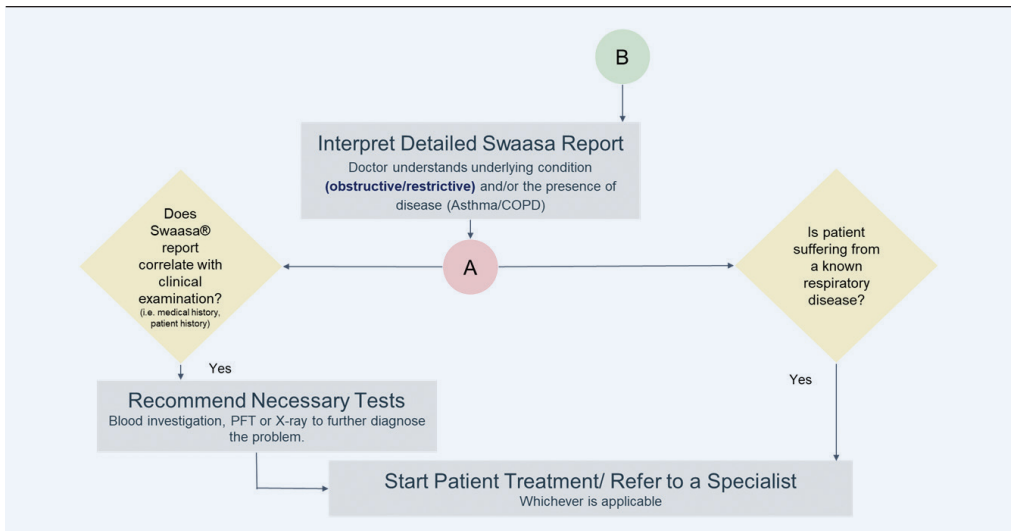 B
Interpret Detailed Swaasa Report
Doctor understands underlying condition
(obstructive/restrictive) and/or the presence of
disease (Asthma/COPD)
A
Does
Swaasa®
report
correlate with
clinical
examination?
(i.e. medical history,
patient history)
Is patient
suffering from
a known
respiratory
disease?
Yes
Yes
Recommend Necessary Tests
Blood investigation, PFT or X-ray to further diagnose
the problem.
Start Patient Treatment/ Refer to a Specialist
Whichever is applicable